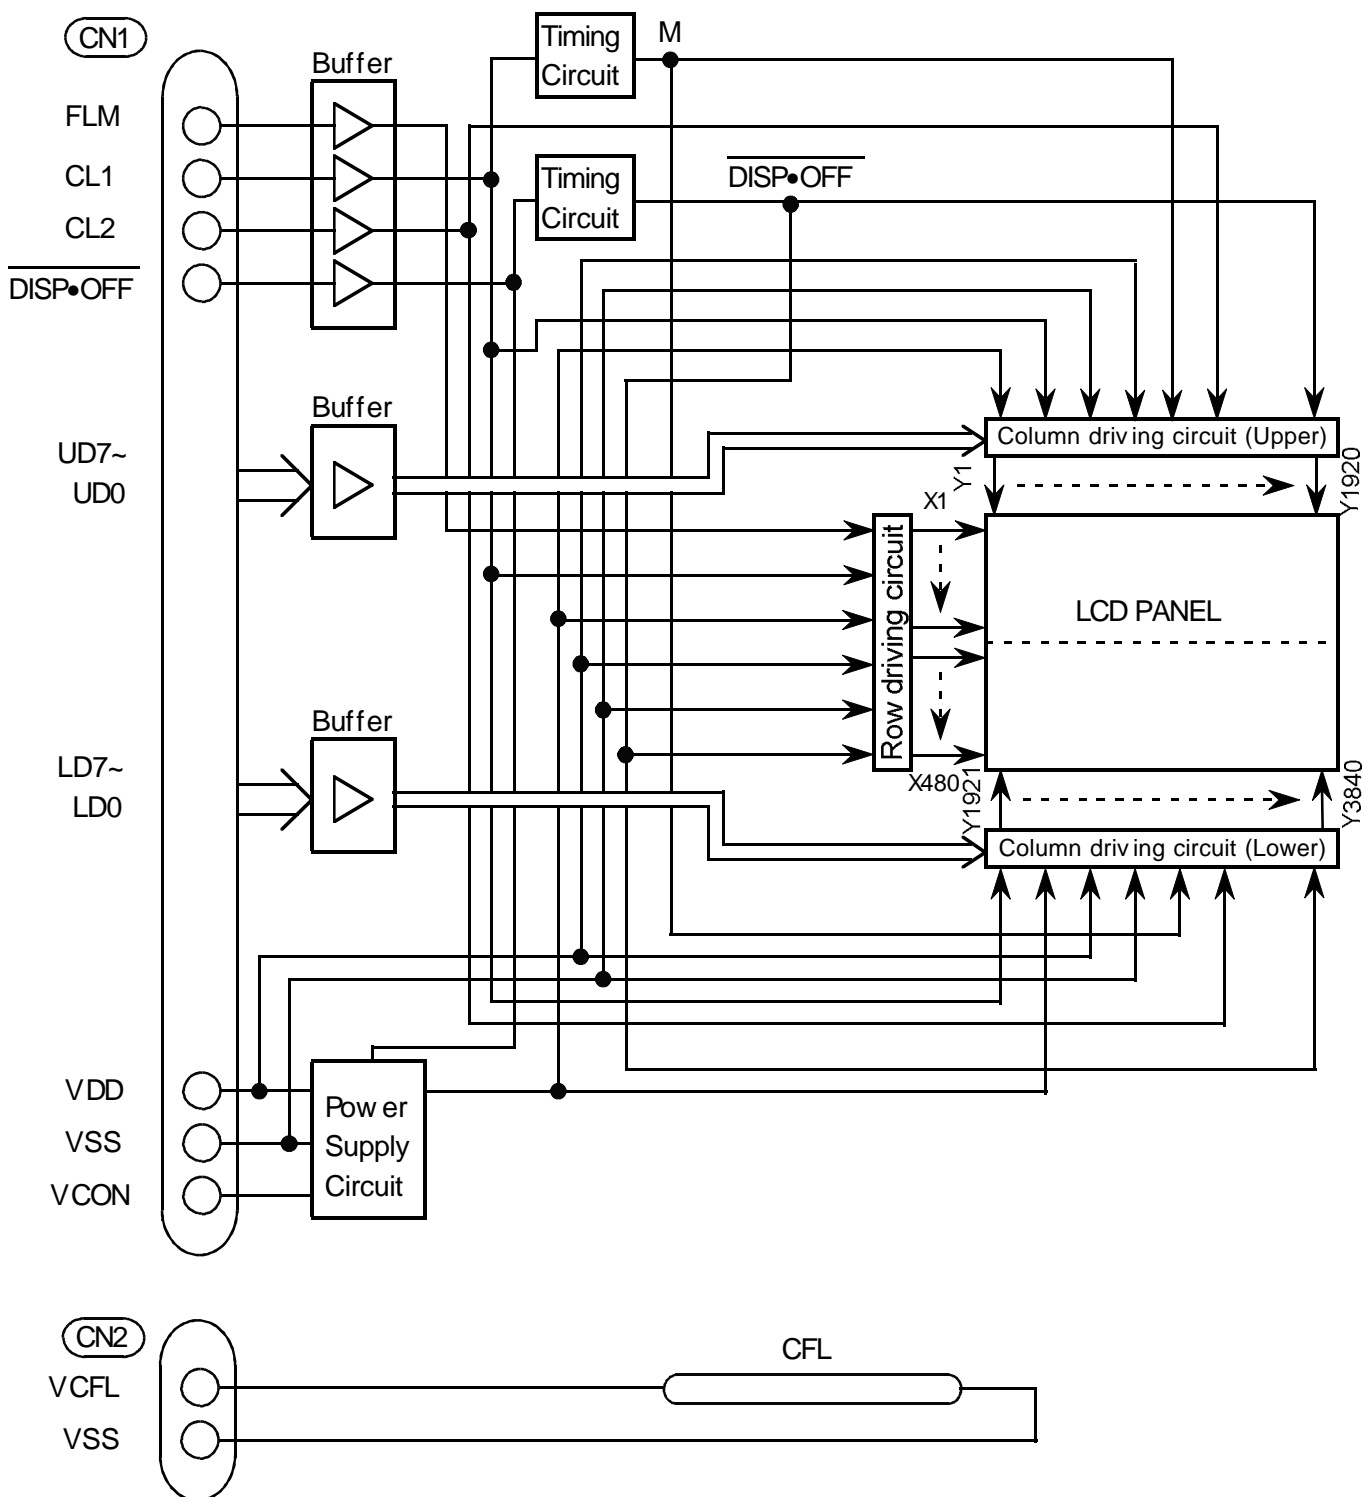 CN1
Timing
Circuit
M
Buffer
FLM
CL1
CL2
DISP•OFF
Timing
Circuit
DISP•OFF
Buffer
UD7~
UD0
Column driving circuit (Upper)
Y1
Y1920
X1
Row driving circuit
LCD PANEL
Buffer
LD7~
LD0
X480
Y1921
Y3840
Column driving circuit (Lower)
VDD
VSS
VCON
Power
Supply
Circuit
CN2
CFL
VCFL
VSS